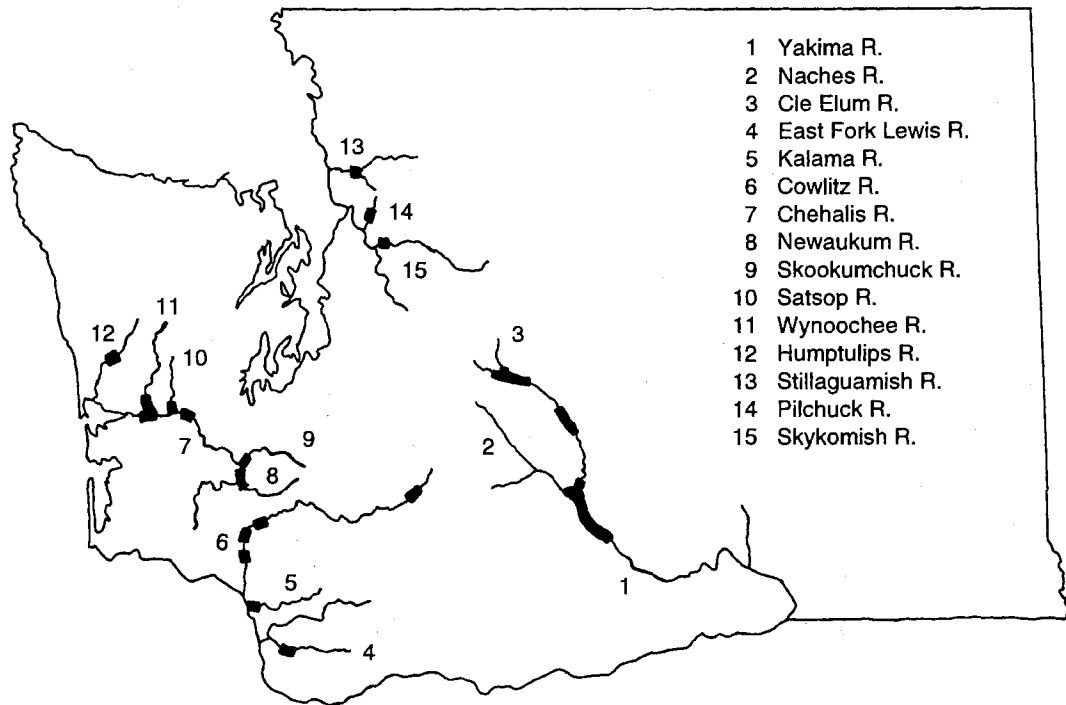 1 Yakima R.
2 Naches R.
3 Cle Elum R.
4 East Fork Lewis R.
5 Kalama R.
6 Cowlitz R.
7 Chehalis R.
8 Newaukum R.
9 Skookumchuck R.
10 Satsop R.
11 Wynoochee R.
12 Humptulips R.
13 Stillaguamish R.
14 Pilchuck R.
15 Skykomish R.
13
14
15
11
12
10
3
7
9
2
8
6
5
1
4